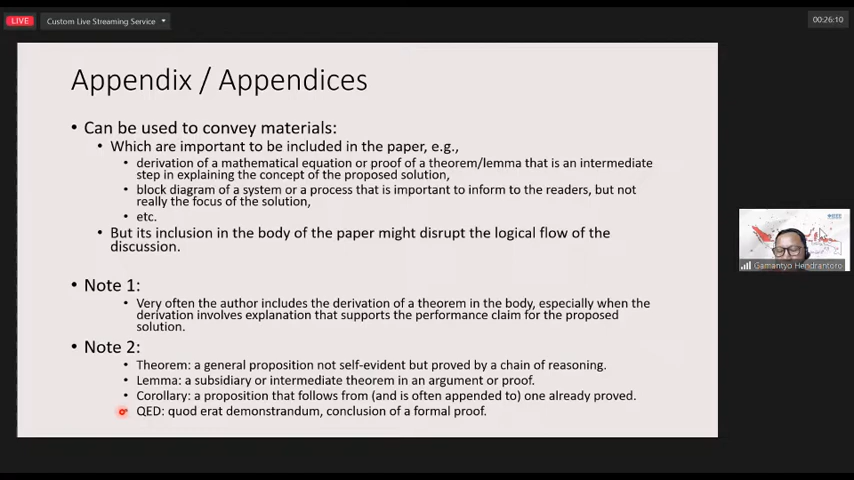 LIVE
Custom Live Streaming Service
00:26:10
Appendix / Appendices
• Can be used to convey materials:
• Which are important to be included in the paper, e.g.,
• derivation of a mathematical equation or proof of a theorem/lemma that is an intermediate
step in explaining the concept of the proposed solution,
• block diagram of a system or a process that is important to inform to the readers, but not
really the focus of the solution,
• etc.
• But its inclusion in the body of the paper might disrupt the logical flow of the
discussion.
• Note 1:
• Very often the author includes the derivation of a theorem in the body, especially when the
derivation involves explanation that supports the performance claim for the proposed
solution.
• Note 2:
• Theorem: a general proposition not self-evident but proved by a chain of reasoning.
• Lemma: a subsidiary or intermediate theorem in an argument or proof.
• Corollary: a proposition that follows from (and is often appended to) one already proved.
• QED: quod erat demonstrandum, conclusion of a formal proof.
IEEE
Gamantyo Hendrantoro